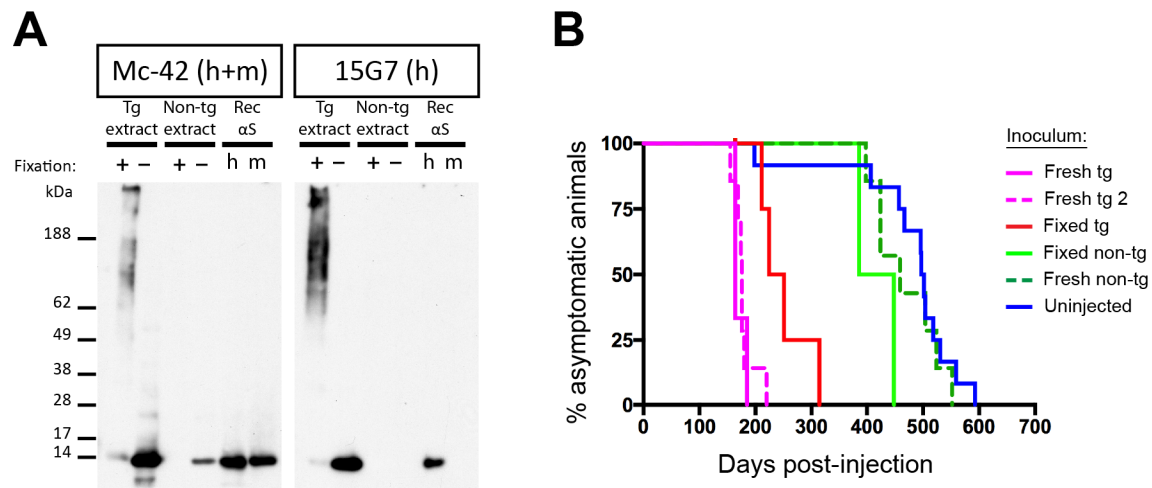 A
Mc-42 (h+m)
15G7 (h)
Tg Non-tg Rec
extract extract αS
Tg Non-tg Rec
extract extract αS
Fixation: + − + − h m
+ − + − h m
kDa
188
62
49
38
28
17
14
B
% asymptomatic animals
100
75
50
25
0
0 100 200 300 400 500 600 700
Days post-injection
Inoculum:
Fresh tg
Fresh tg 2
Fixed tg
Fixed non-tg
Fresh non-tg
Uninjected